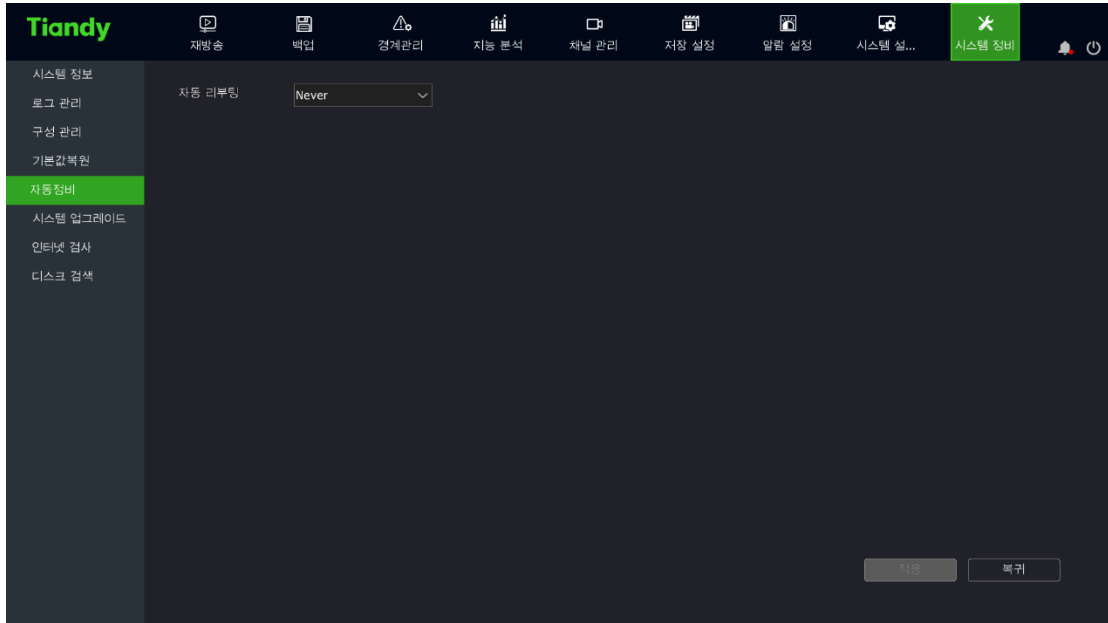 Tiandy
재방송
백업
경계관리
지능 분석
채널 관리
저장 설정
알람 설정
시스템 설...
시스템 정비
시스템 정보
로그 관리
구성 관리
기본값복원
자동정비
시스템 업그레이드
인터넷 검사
디스크 검색
자동 리부팅
Never
적용
복귀